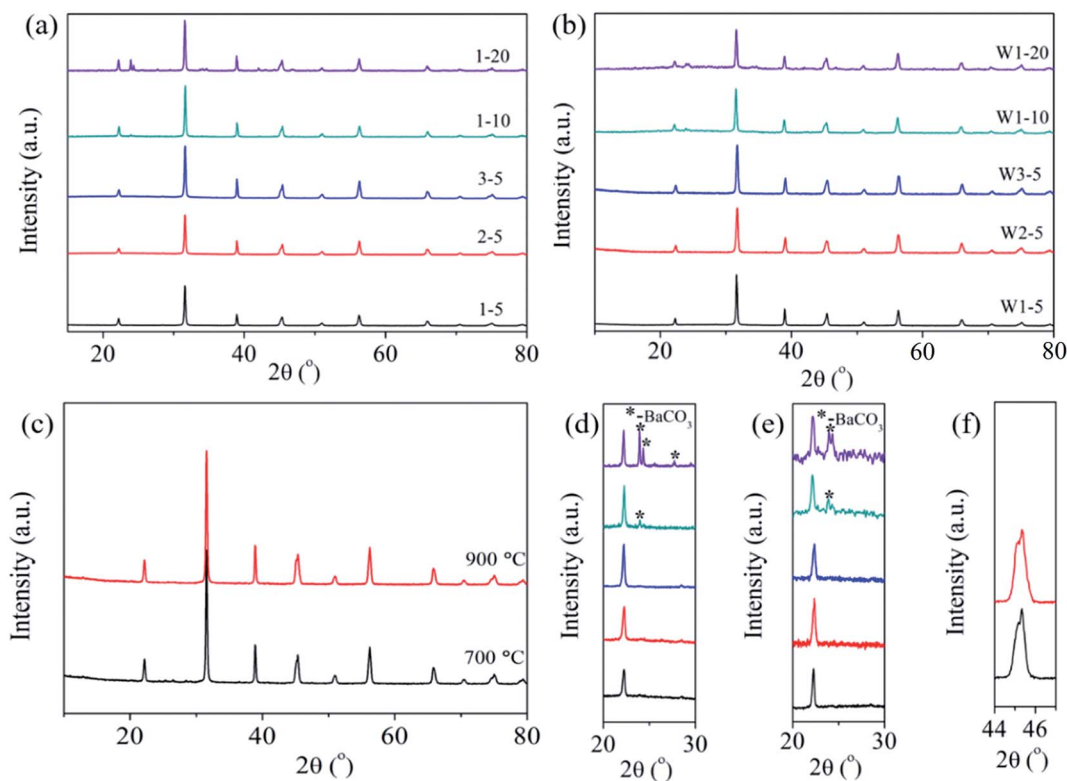 (a)
1-20
1-10
3-5
2-5
1-5
Intensity (a.u.)
20 40 60 80
2θ (°)
(b)
W1-20
W1-10
W3-5
W2-5
W1-5
Intensity (a.u.)
20 40 60 80
2θ (°)
(c)
900 °C
700 °C
Intensity (a.u.)
20 40 60 80
2θ (°)
(d)
*-BaCO₃
* * *
*
Intensity (a.u.)
20 30
2θ (°)
(e)
*-BaCO₃
*
*
Intensity (a.u.)
20 30
2θ (°)
(f)
Intensity (a.u.)
44 46
2θ (°)